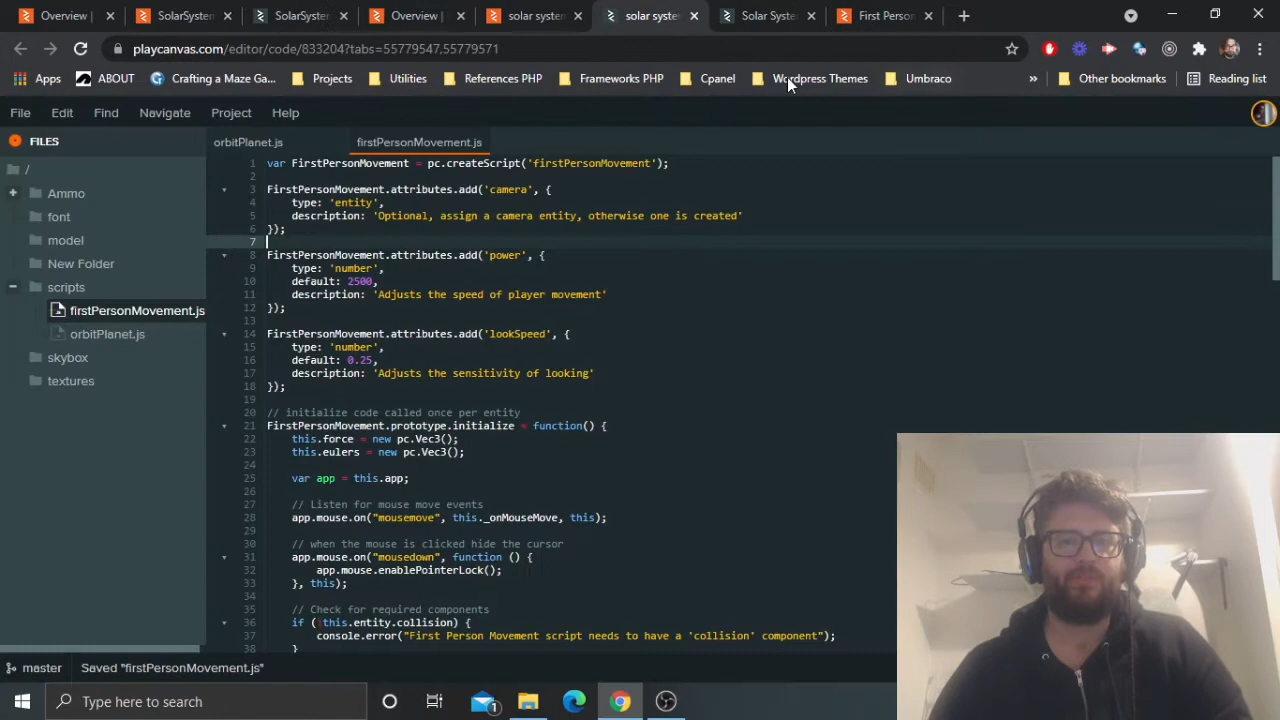 Overview |
SolarSystem
SolarSystem
Overview |
solar system
solar syste
Solar System
First Person
playcanvas.com/editor/code/833204?tabs=55779547,55779571
Apps
ABOUT
Crafting a Maze Ga...
Projects
Utilities
References PHP
Frameworks PHP
Cpanel
Wordpress Themes
Umbraco
»
Other bookmarks
Reading list
File
Edit
Find
Navigate
Project
Help
FILES
orbitPlanet.js
firstPersonMovement.js
/
Ammo
font
model
New Folder
scripts
firstPersonMovement.js
orbitPlanet.js
skybox
textures
1 var FirstPersonMovement = pc.createScript('firstPersonMovement');
2
3 FirstPersonMovement.attributes.add('camera', {
4 type: 'entity',
5 description: 'Optional, assign a camera entity, otherwise one is created'
6 });
7
8 FirstPersonMovement.attributes.add('power', {
9 type: 'number',
10 default: 2500,
11 description: 'Adjusts the speed of player movement'
12 });
13
14 FirstPersonMovement.attributes.add('lookSpeed', {
15 type: 'number',
16 default: 0.25,
17 description: 'Adjusts the sensitivity of looking'
18 });
19
20 // initialize code called once per entity
21 FirstPersonMovement.prototype.initialize = function() {
22 this.force = new pc.Vec3();
23 this.eulers = new pc.Vec3();
24
25 var app = this.app;
26
27 // Listen for mouse move events
28 app.mouse.on("mousemove", this._onMouseMove, this);
29
30 // when the mouse is clicked hide the cursor
31 app.mouse.on("mousedown", function () {
32 app.mouse.enablePointerLock();
33 }, this);
34
35 // Check for required components
36 if (!this.entity.collision) {
37 console.error("First Person Movement script needs to have a 'collision' component");
38 }
master
Saved "firstPersonMovement.js"
Type here to search
1